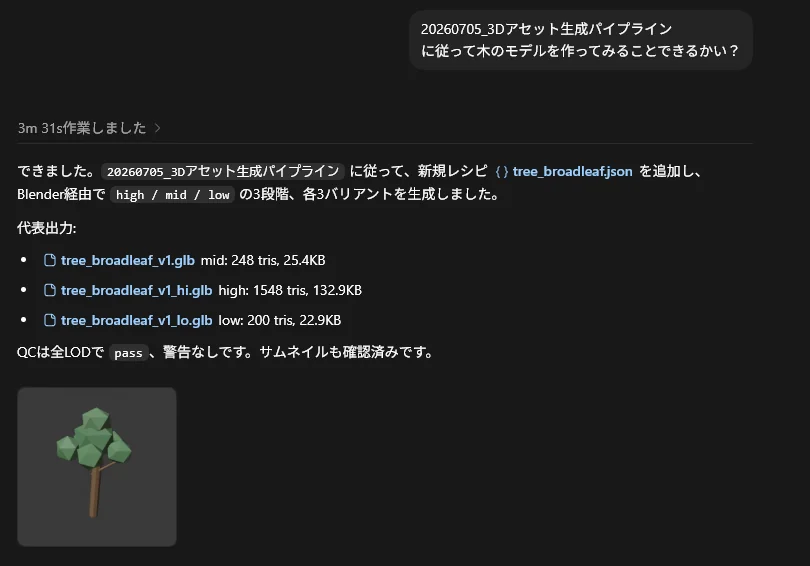 20260705_3Dアセット生成パイプライン
に従って木のモデルを作ってみることできるかい？
3m 31s作業しました >
できました。 20260705_3Dアセット生成パイプライン に従って、新規レシピ {} tree_broadleaf.json を追加し、
Blender経由で high / mid / low の3段階、各3バリアントを生成しました。
代表出力:
• tree_broadleaf_v1.glb mid: 248 tris, 25.4KB
• tree_broadleaf_v1_hi.glb high: 1548 tris, 132.9KB
• tree_broadleaf_v1_lo.glb low: 200 tris, 22.9KB
QCは全LODで pass 、警告なしです。サムネイルも確認済みです。